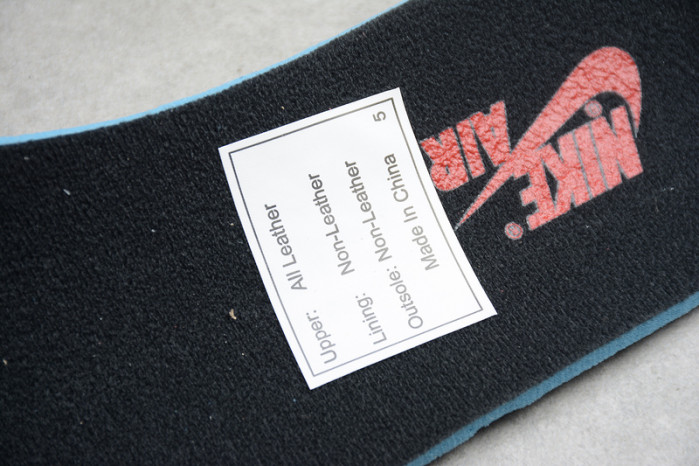 Upper: All Leather
Lining: Non-Leather
Outsole: Non-Leather
Made In China 5
NIKE
AIR